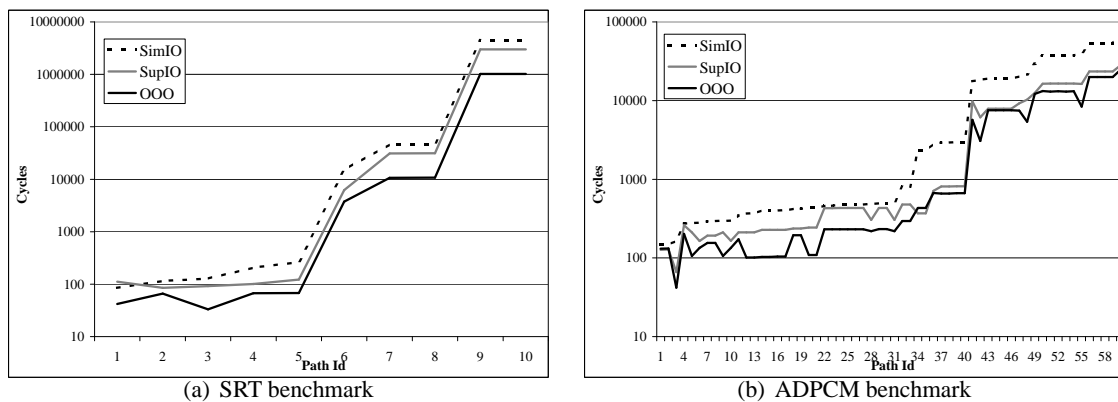 10000000
1000000
100000
10000
1000
100
10
Cycles
SimIO
SupIO
OOO
1 2 3 4 5 6 7 8 9 10
Path Id
(a) SRT benchmark
100000
10000
1000
100
10
Cycles
SimIO
SupIO
OOO
1 4 7 10 13 16 19 22 25 28 31 34 37 40 43 46 49 52 55 58
Path Id
(b) ADPCM benchmark